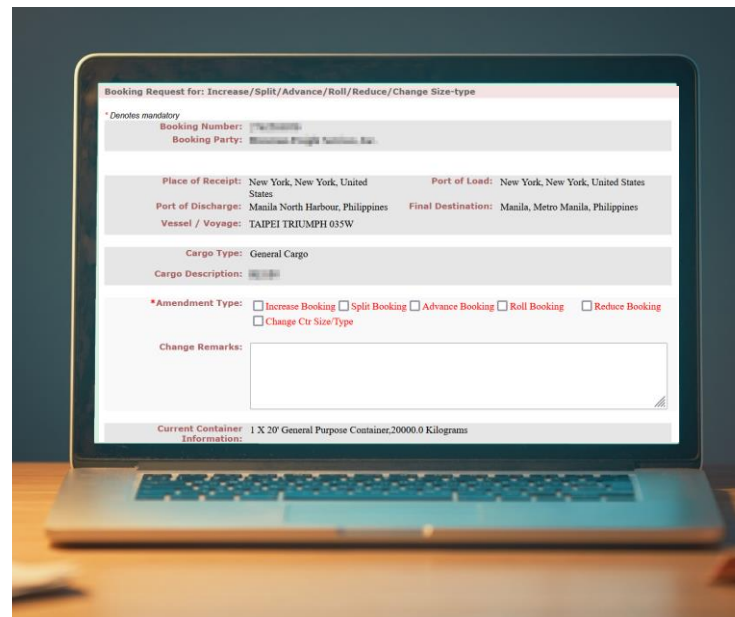 Booking Request for: Increase/Split/Advance/Roll/Reduce/Change Size-type
* Denotes mandatory
Booking Number:
Booking Party:
Place of Receipt: New York, New York, United States Port of Load: New York, New York, United States
Port of Discharge: Manila North Harbour, Philippines Final Destination: Manila, Metro Manila, Philippines
Vessel / Voyage: TAIPEI TRIUMPH 035W
Cargo Type: General Cargo
Cargo Description:
*Amendment Type: Increase Booking Split Booking Advance Booking Roll Booking Reduce Booking
Change Ctr Size/Type
Change Remarks:
Current Container Information: 1 X 20' General Purpose Container,20000.0 Kilograms